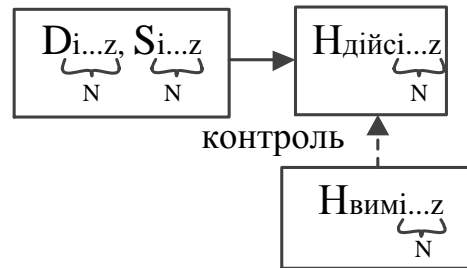 Di...z, Si...z
N N
Hдійсі...z
N
контроль
Hвимі...z
N